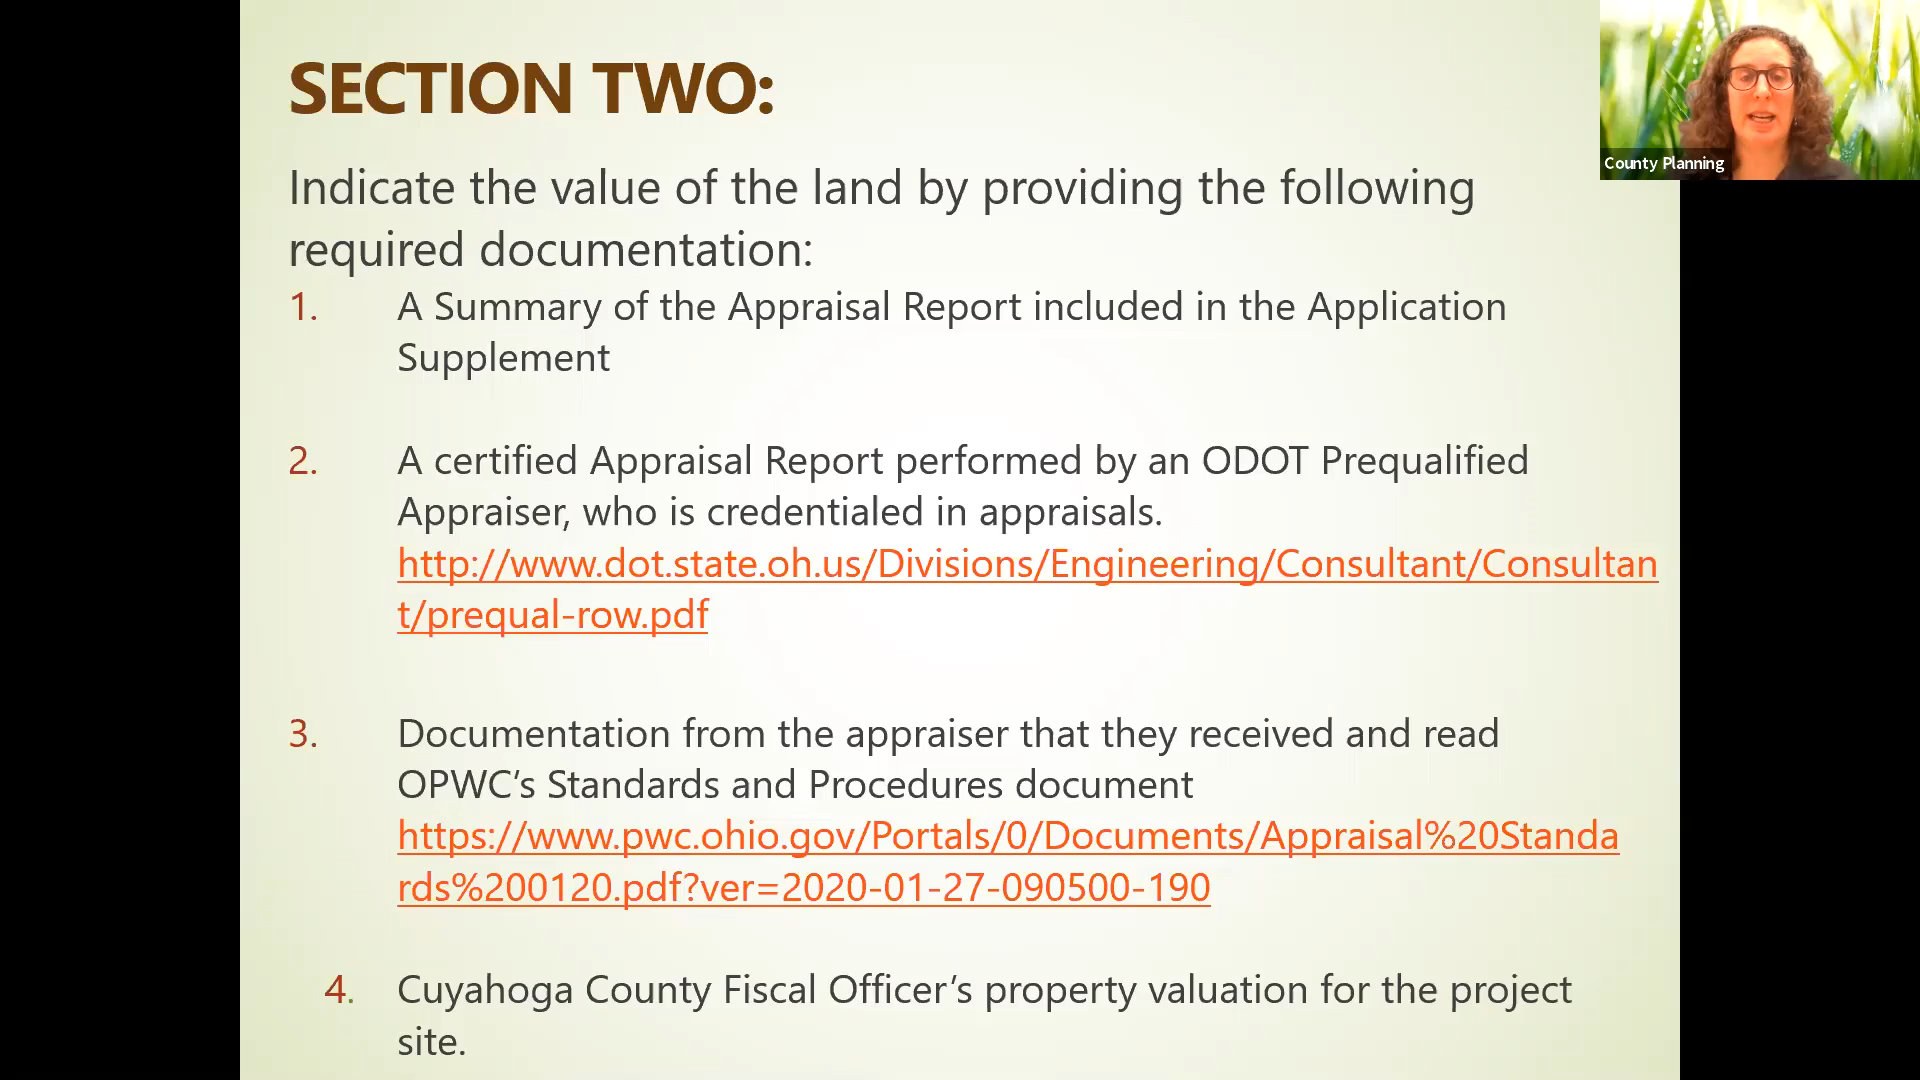 SECTION TWO:
County Planning
Indicate the value of the land by providing the following
required documentation:
1. A Summary of the Appraisal Report included in the Application
Supplement
2. A certified Appraisal Report performed by an ODOT Prequalified
Appraiser, who is credentialed in appraisals.
http://www.dot.state.oh.us/Divisions/Engineering/Consultant/Consultan
t/prequal-row.pdf
3. Documentation from the appraiser that they received and read
OPWC’s Standards and Procedures document
https://www.pwc.ohio.gov/Portals/0/Documents/Appraisal%20Standa
rds%200120.pdf?ver=2020-01-27-090500-190
4. Cuyahoga County Fiscal Officer’s property valuation for the project
site.